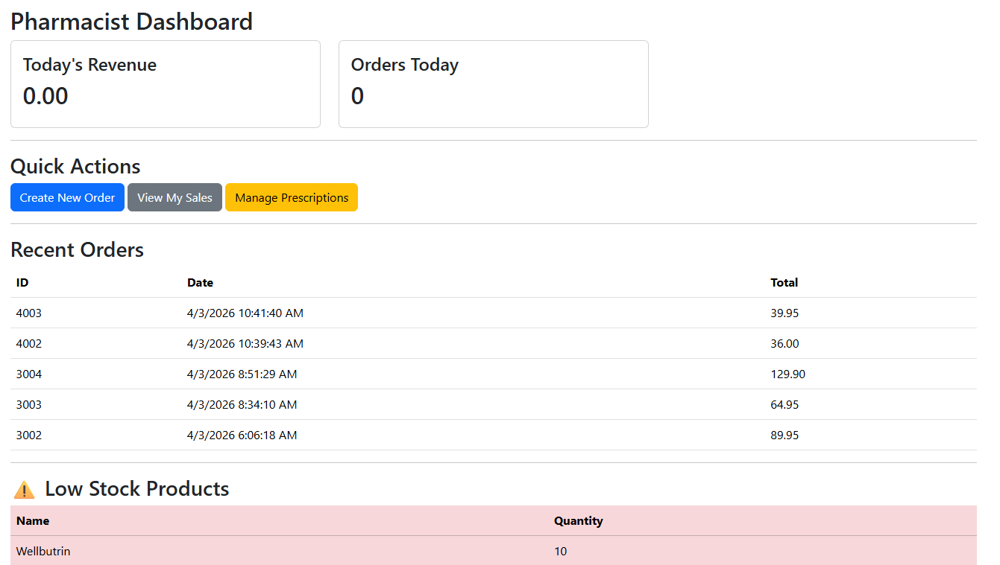 Pharmacist Dashboard
Today's Revenue
0.00
Orders Today
0
Quick Actions
Create New Order View My Sales Manage Prescriptions
Recent Orders
ID Date Total
4003 4/3/2026 10:41:40 AM 39.95
4002 4/3/2026 10:39:43 AM 36.00
3004 4/3/2026 8:51:29 AM 129.90
3003 4/3/2026 8:34:10 AM 64.95
3002 4/3/2026 6:06:18 AM 89.95
Low Stock Products
Name Quantity
Wellbutrin 10